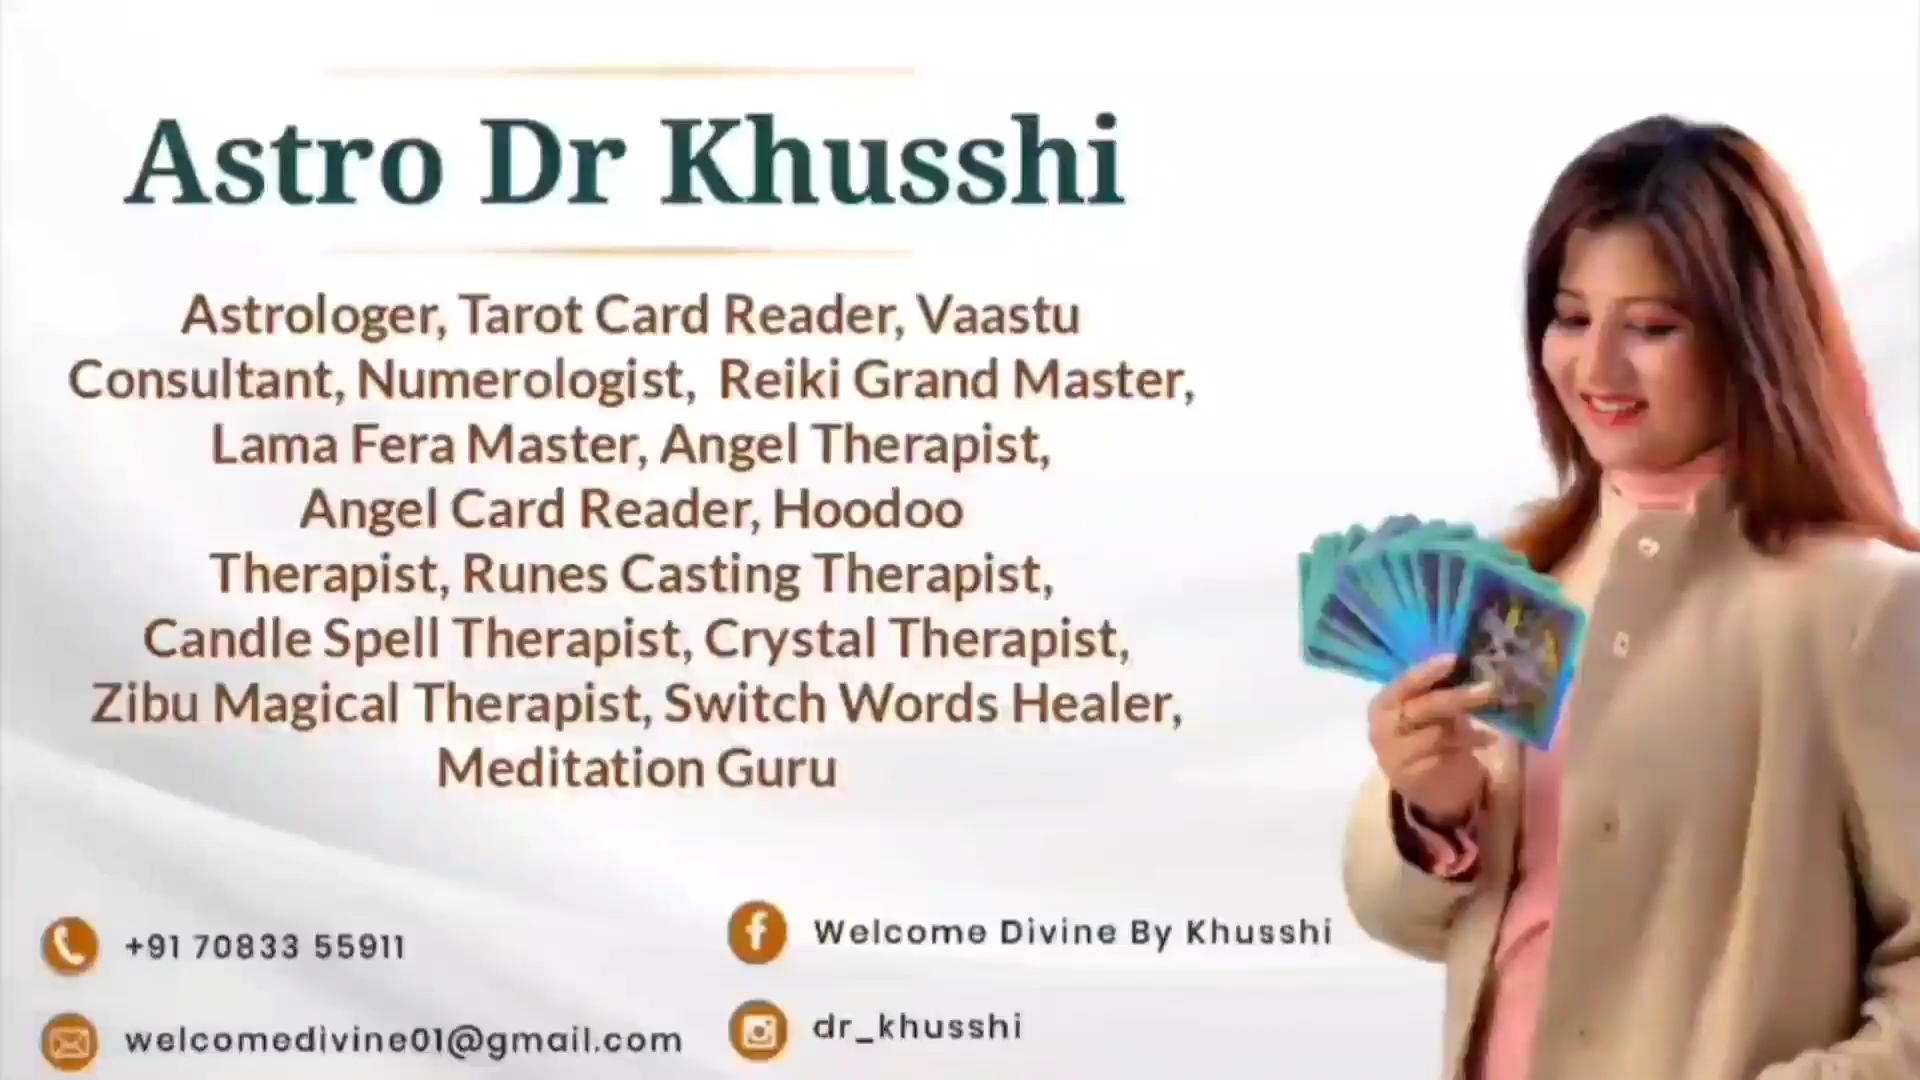 Astro Dr Khusshi
Astrologer, Tarot Card Reader, Vaastu
Consultant, Numerologist, Reiki Grand Master,
Lama Fera Master, Angel Therapist,
Angel Card Reader, Hoodoo
Therapist, Runes Casting Therapist,
Candle Spell Therapist, Crystal Therapist,
Zibu Magical Therapist, Switch Words Healer,
Meditation Guru
+91 70833 55911
welcomedivine01@gmail.com
Welcome Divine By Khusshi
dr_khusshi